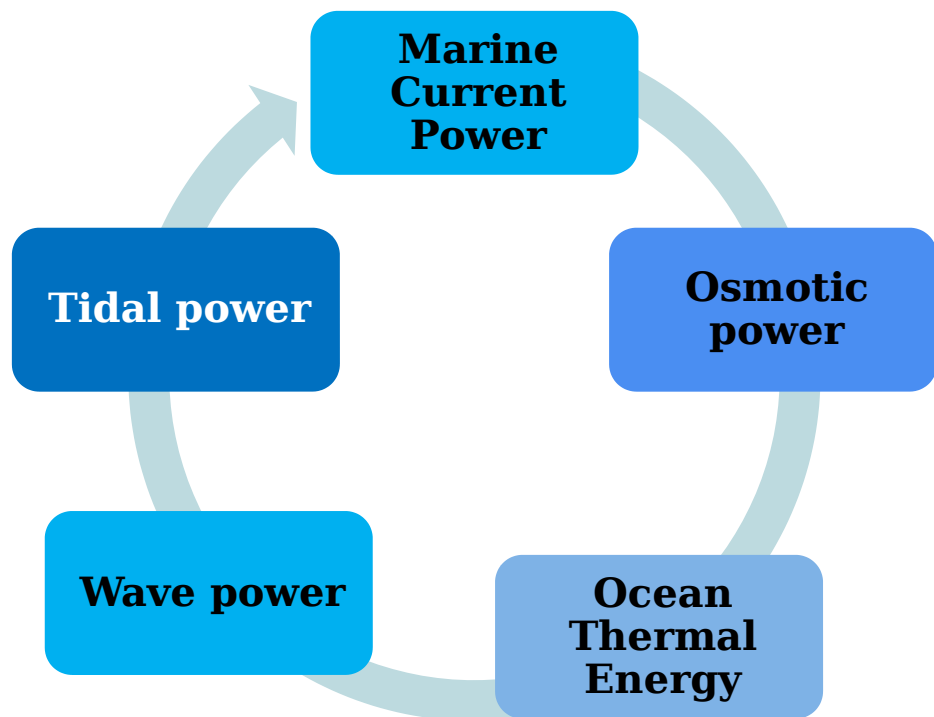 Marine
Current
Power
Osmotic
power
Ocean
Thermal
Energy
Wave power
Tidal power